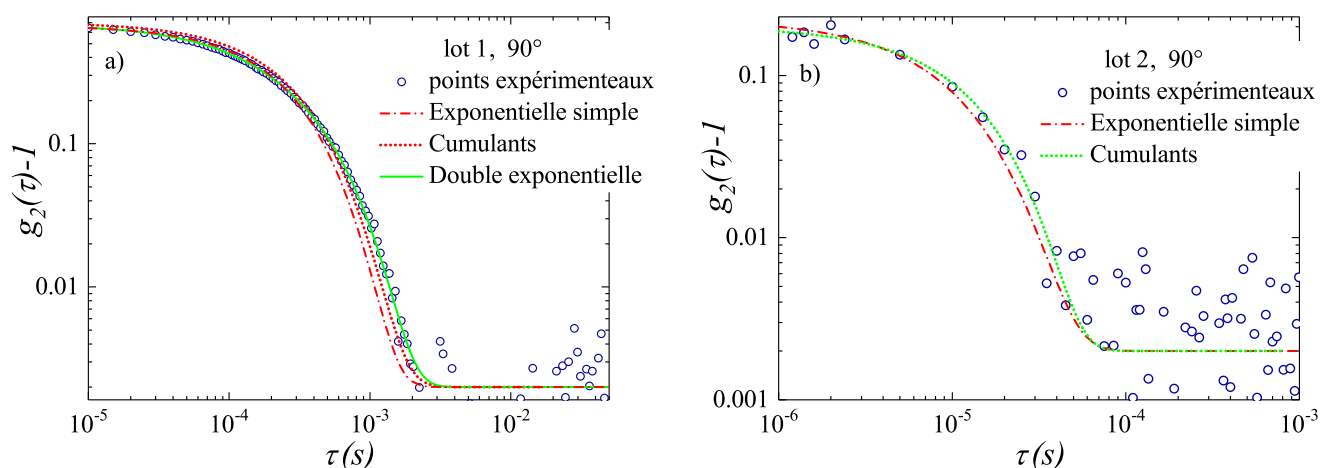 lot 1, 90°
a)
points expérimenteaux
Exponentielle simple
Cumulants
Double exponentielle
0.1
0.01
g₂(τ)-1
10⁻⁵
10⁻⁴
10⁻³
10⁻²
τ(s)
lot 2, 90°
b)
points expérimenteaux
Exponentielle simple
Cumulants
0.1
0.01
0.001
g₂(τ)-1
10⁻⁶
10⁻⁵
10⁻⁴
10⁻³
τ(s)